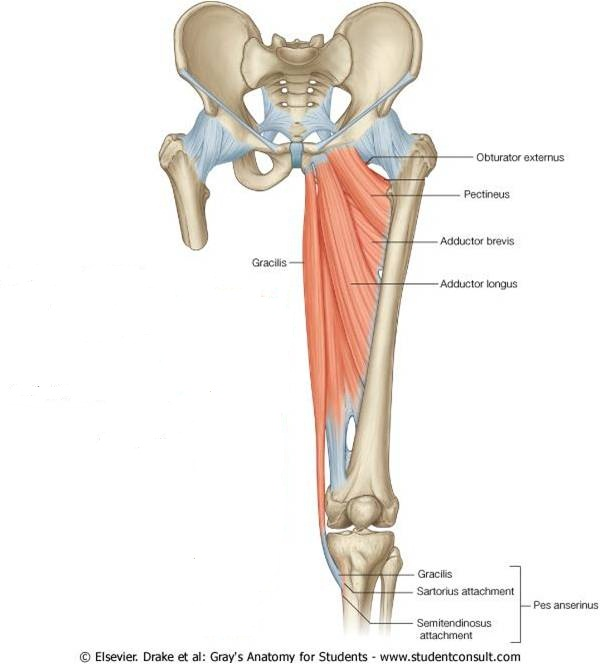 Obturator externus
Pectineus
Adductor brevis
Gracilis
Adductor longus
Gracilis
Sartorius attachment
Pes anserinus
Semitendinosus
attachment
© Elsevier. Drake et al: Gray's Anatomy for Students - www.studentconsult.com